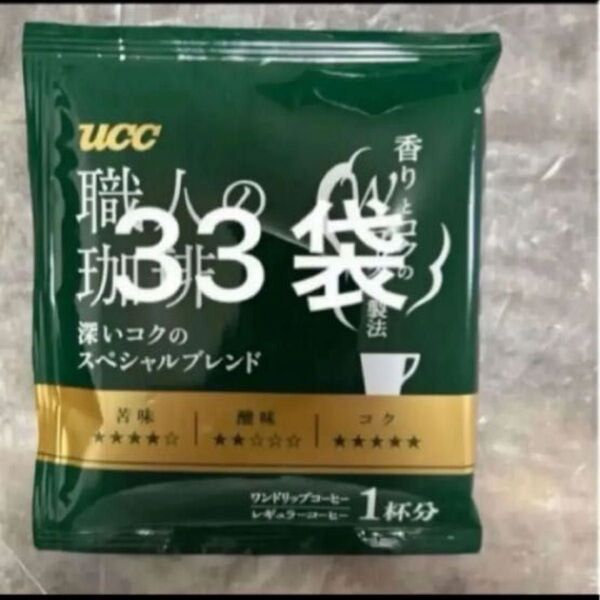 UCC
職人の
珈琲
33 袋
深いコクの
スペシャルブレンド
香りとコクの
製法
苦味
酸味
コク
★★★★☆
★★☆☆☆
★★★★★
ワンドリップコーヒー
レギュラーコーヒー
1杯分